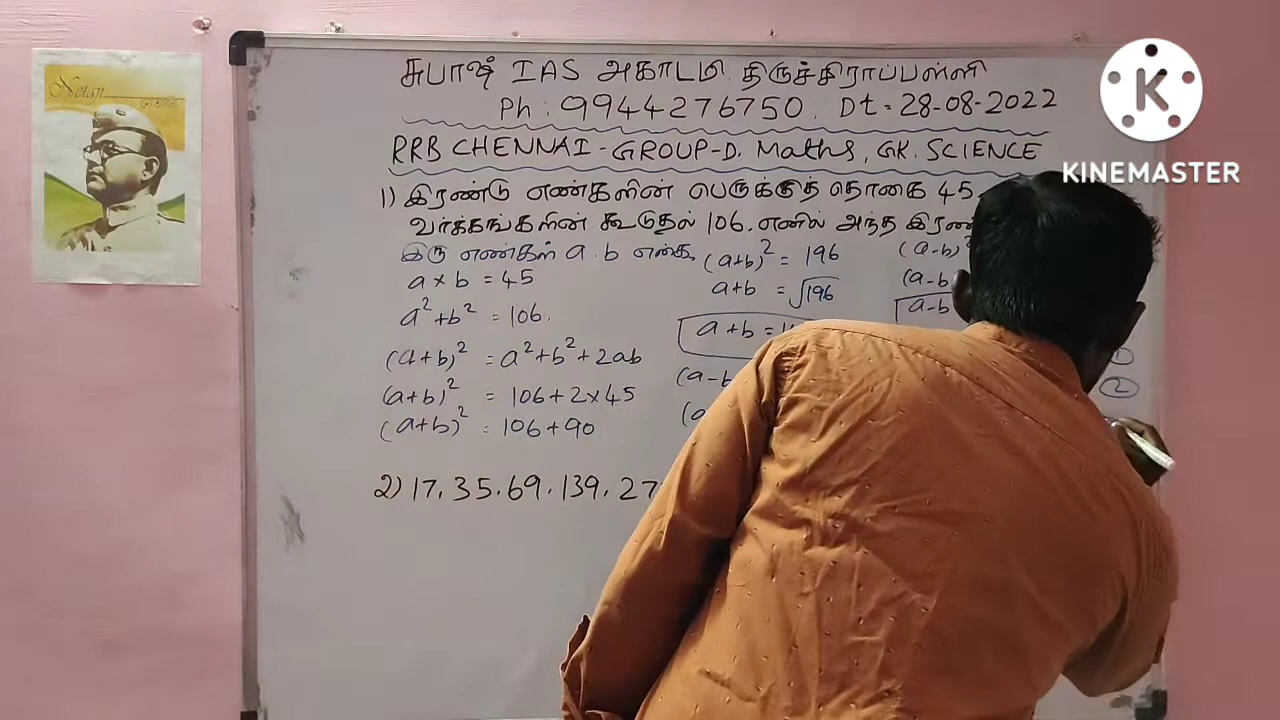 சுபாஷ் IAS அகாடமி. திருச்சிராப்பள்ளி
Ph : 9944276750. Dt - 28-08-2022
RRB CHENNAI - GROUP-D. Maths, GK. SCIENCE
1) இரண்டு எண்களின் பெருக்குத் தொகை 45
வர்க்கங்களின் கூடுதல் 106. எனில் அந்த
இரு எண்கள் a. b என்க
a × b = 45
a² + b² = 106.
(a+b)² = a² + b² + 2ab
(a+b)² = 106 + 2 × 45
(a+b)² = 106 + 90
(a+b)² = 196
a+b = √196
a + b =
(a-b
(a-b)
(a-b
a-b
1
2
2) 17. 35. 69. 139. 27
Netaji
K
KINEMASTER